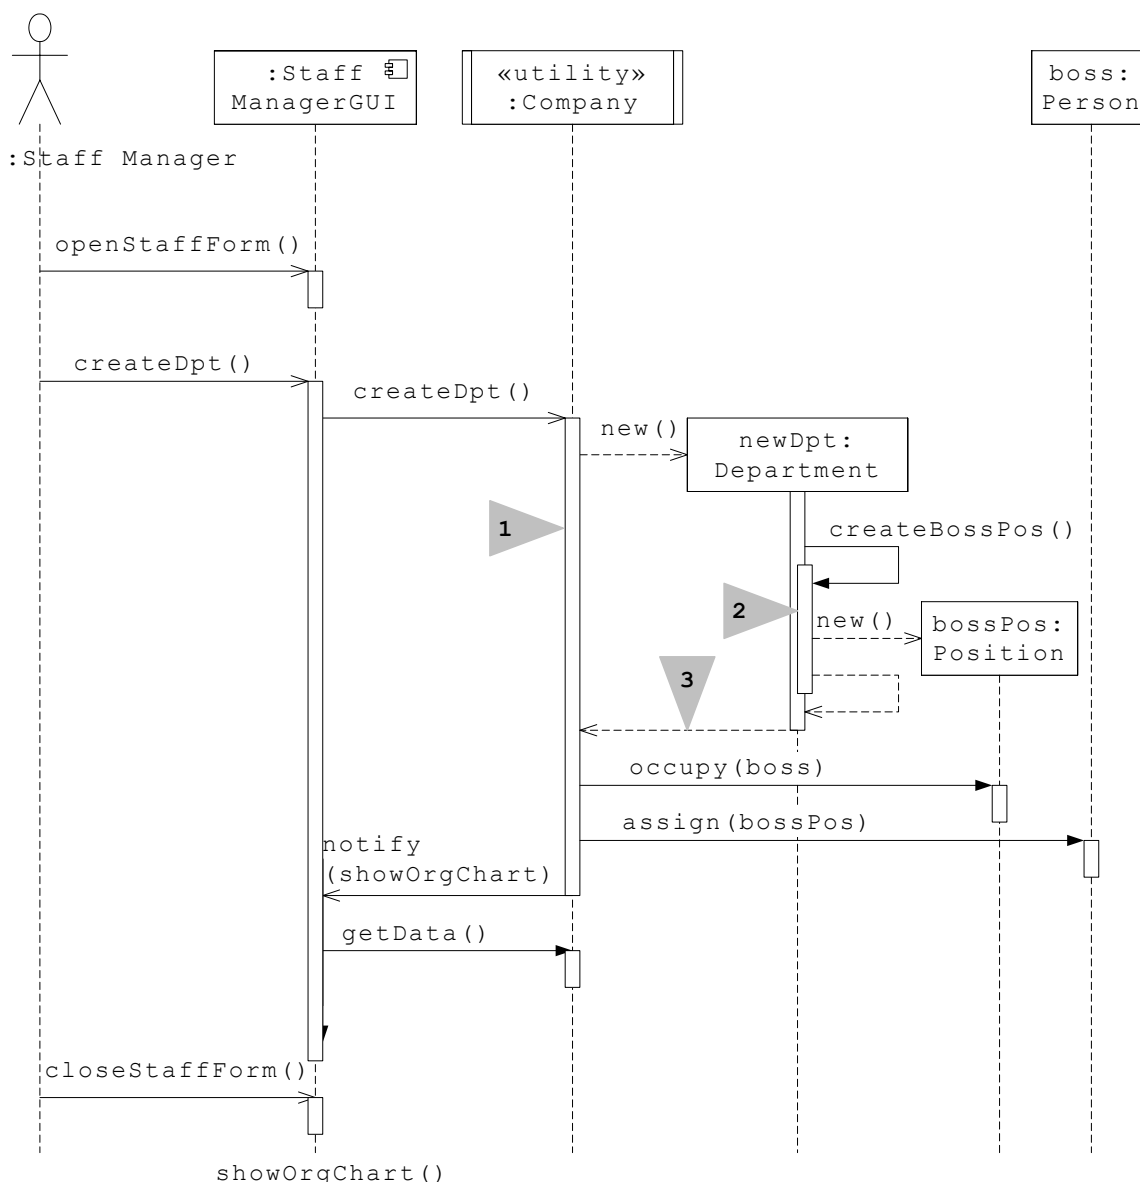 :Staff
ManagerGUI
«utility»
:Company
boss:
Person
:Staff Manager
openStaffForm()
createDpt()
createDpt()
new()
newDpt:
Department
1
createBossPos()
2
new()
bossPos:
Position
3
occupy(boss)
assign(bossPos)
notify
(showOrgChart)
getData()
closeStaffForm()
showOrgChart()